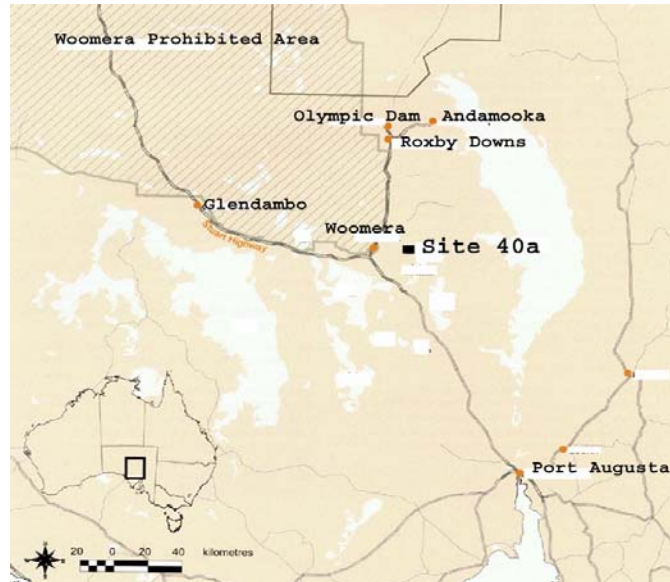 Woomera Prohibited Area
Olympic Dam
Andamooka
Roxby Downs
Glendambo
Stuart Highway
Woomera
Site 40a
Port Augusta
20 0 20 40 kilometres